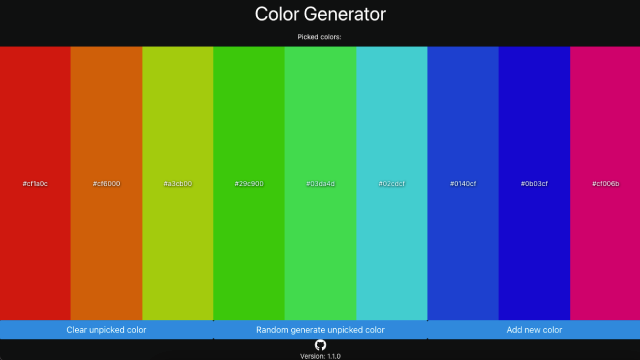 Color Generator
Picked colors:
#cf1a0c
#cf6000
#a3cb00
#29c900
#03da4d
#02cdcf
#0140cf
#0b03cf
#cf006b
Clear unpicked color
Random generate unpicked color
Add new color
Version: 1.1.0